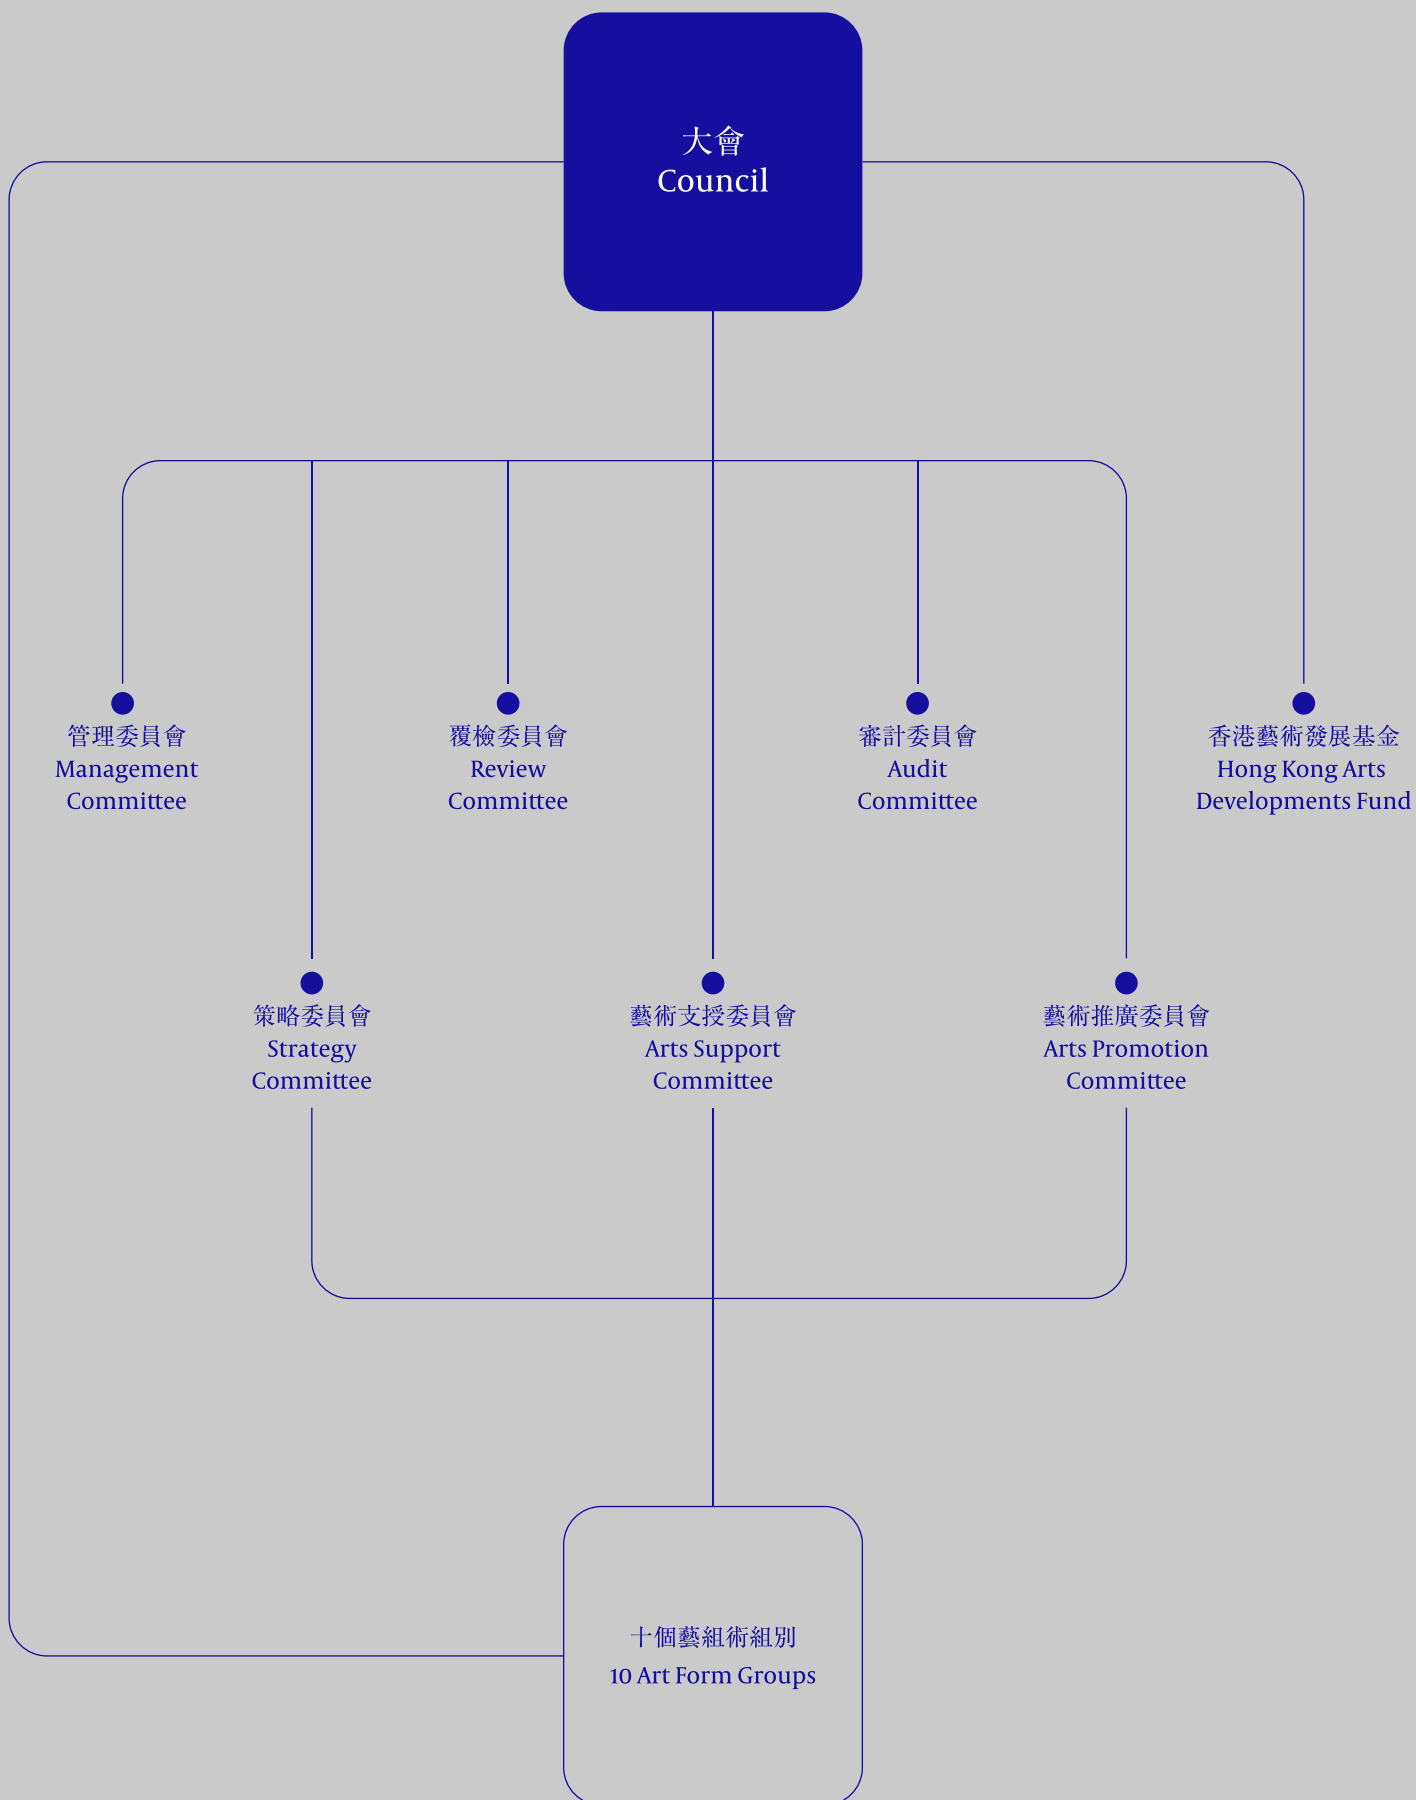 大會
Council
管理委員會
Management
Committee
覆檢委員會
Review
Committee
審計委員會
Audit
Committee
香港藝術發展基金
Hong Kong Arts
Developments Fund
策略委員會
Strategy
Committee
藝術支授委員會
Arts Support
Committee
藝術推廣委員會
Arts Promotion
Committee
十個藝組術組別
10 Art Form Groups